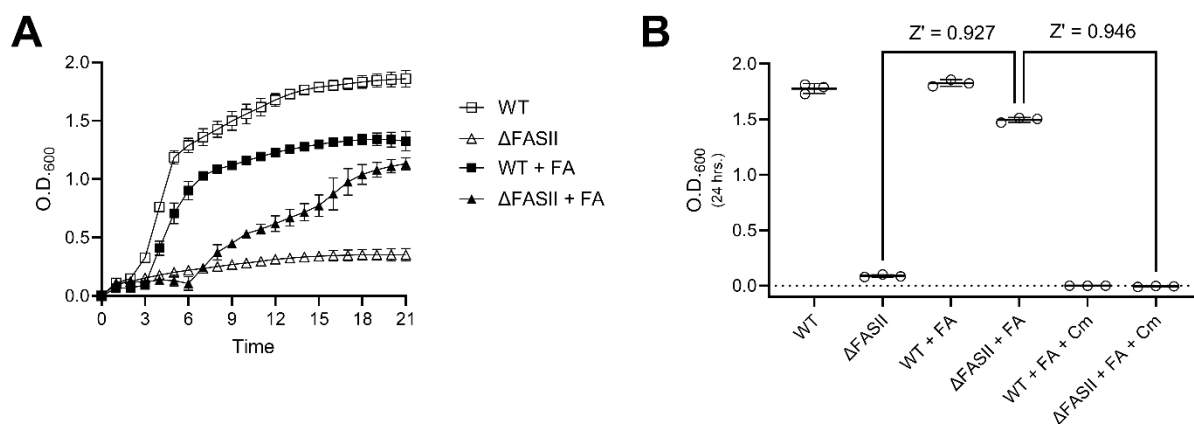 A
O.D.600
2.0
1.5
1.0
0.5
0.0
0 3 6 9 12 15 18 21
Time
WT
ΔFASII
WT + FA
ΔFASII + FA
B
Z' = 0.927 Z' = 0.946
O.D.600
(24 hrs.)
2.0
1.5
1.0
0.5
0.0
WT
ΔFASII
WT + FA
ΔFASII + FA
WT + FA + Cm
ΔFASII + FA + Cm